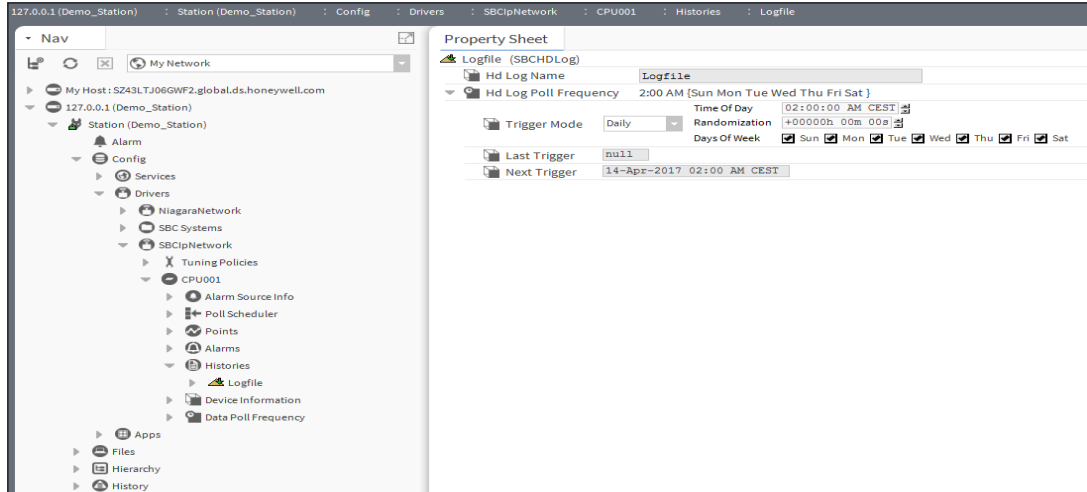 127.0.0.1 (Demo_Station) : Station (Demo_Station) : Config : Drivers : SBCIpNetwork : CPU001 : Histories : Logfile
Nav
My Network
My Host : SZ43LTJ06GWF2.global.ds.honeywell.com
127.0.0.1 (Demo_Station)
Station (Demo_Station)
Alarm
Config
Services
Drivers
NiagaraNetwork
SBC Systems
SBCIpNetwork
Tuning Policies
CPU001
Alarm Source Info
Poll Scheduler
Points
Alarms
Histories
Logfile
Device Information
Data Poll Frequency
Apps
Files
Hierarchy
History
Property Sheet
Logfile (SBCHDLog)
Hd Log Name Logfile
Hd Log Poll Frequency 2:00 AM {Sun Mon Tue Wed Thu Fri Sat }
Time Of Day 02:00:00 AM CEST
Trigger Mode Daily Randomization +00000h 00m 00s
Days Of Week Sun Mon Tue Wed Thu Fri Sat
Last Trigger null
Next Trigger 14-Apr-2017 02:00 AM CEST